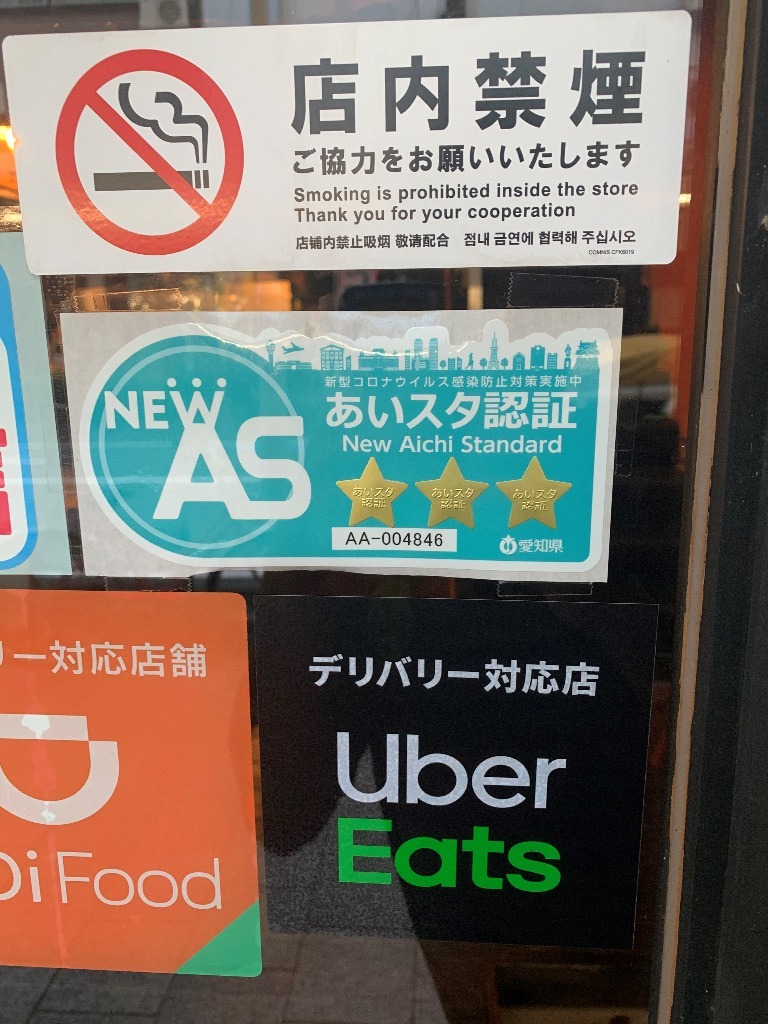 店内禁煙
ご協力をお願いいたします
Smoking is prohibited inside the store
Thank you for your cooperation
店铺内禁止吸烟 敬请配合 점내 금연에 협력해 주십시오
COMNIS CFK6019
NEW
AS
新型コロナウイルス感染防止対策実施中
あいスタ認証
New Aichi Standard
あいスタ
認証
あいスタ
認証
あいスタ
認証
AA-004846
愛知県
リー対応店舗
Di Food
デリバリー対応店
Uber
Eats